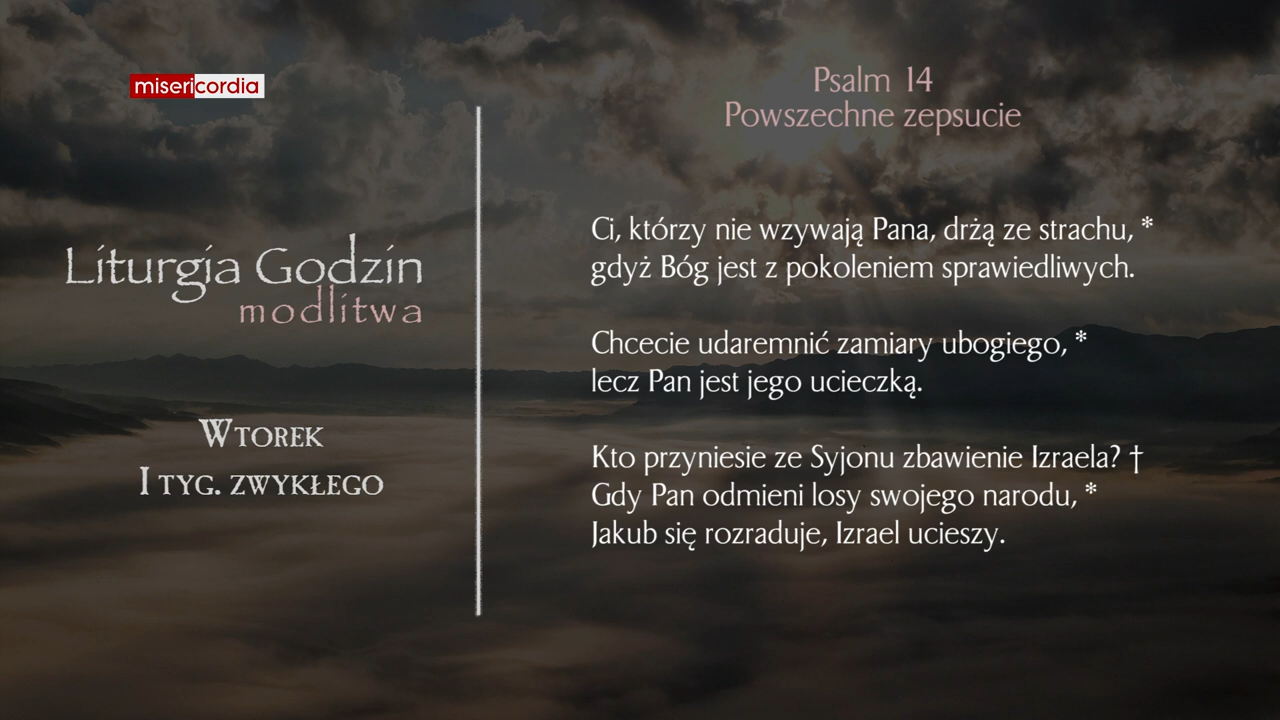 misericordia
Liturgia Godzin
modlitwa
Wtorek
I tyg. zwykłego
Psalm 14
Powszechne zepsucie
Ci, którzy nie wzywają Pana, drżą ze strachu, *
gdyż Bóg jest z pokoleniem sprawiedliwych.
Chcecie udaremnić zamiary ubogiego, *
lecz Pan jest jego ucieczką.
Kto przyniesie ze Syjonu zbawienie Izraela? †
Gdy Pan odmieni losy swojego narodu, *
Jakub się rozraduje, Izrael ucieszy.